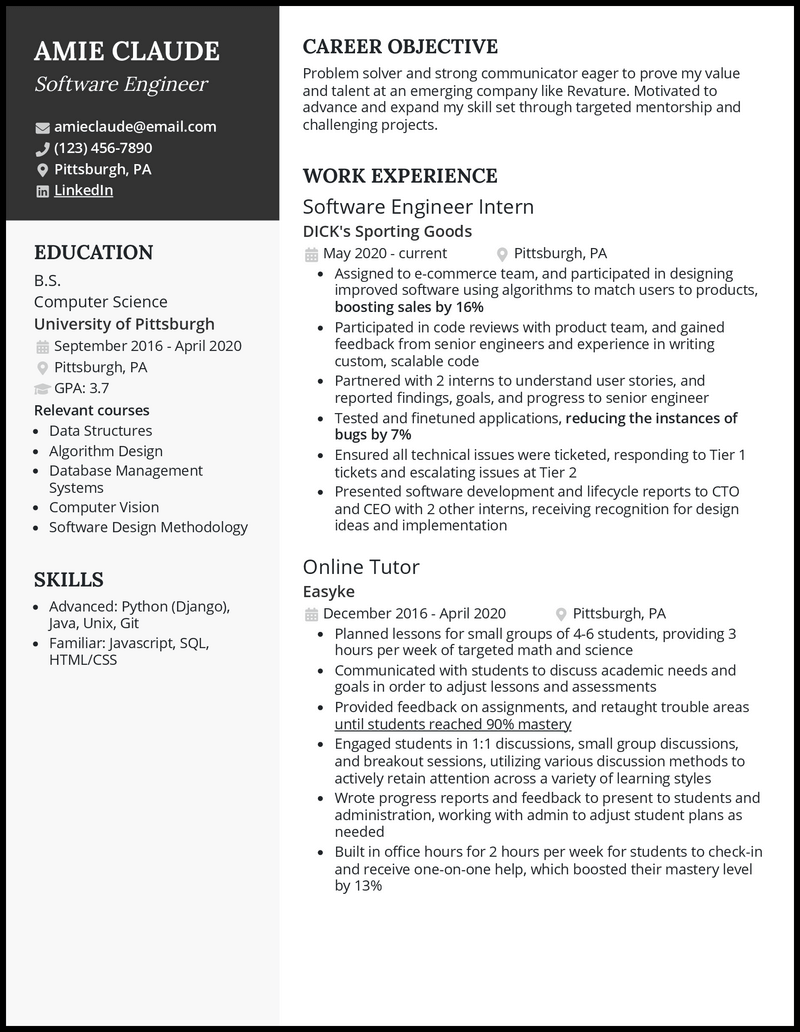 AMIE CLAUDE
Software Engineer
amieclaude@email.com
(123) 456-7890
Pittsburgh, PA
LinkedIn
EDUCATION
B.S.
Computer Science
University of Pittsburgh
September 2016 - April 2020
Pittsburgh, PA
GPA: 3.7
Relevant courses
• Data Structures
• Algorithm Design
• Database Management
Systems
• Computer Vision
• Software Design Methodology
SKILLS
• Advanced: Python (Django),
Java, Unix, Git
• Familiar: Javascript, SQL,
HTML/CSS
CAREER OBJECTIVE
Problem solver and strong communicator eager to prove my value
and talent at an emerging company like Revature. Motivated to
advance and expand my skill set through targeted mentorship and
challenging projects.
WORK EXPERIENCE
Software Engineer Intern
DICK's Sporting Goods
May 2020 - current Pittsburgh, PA
• Assigned to e-commerce team, and participated in designing
improved software using algorithms to match users to products,
boosting sales by 16%
• Participated in code reviews with product team, and gained
feedback from senior engineers and experience in writing
custom, scalable code
• Partnered with 2 interns to understand user stories, and
reported findings, goals, and progress to senior engineer
• Tested and finetuned applications, reducing the instances of
bugs by 7%
• Ensured all technical issues were ticketed, responding to Tier 1
tickets and escalating issues at Tier 2
• Presented software development and lifecycle reports to CTO
and CEO with 2 other interns, receiving recognition for design
ideas and implementation
Online Tutor
Easyke
December 2016 - April 2020 Pittsburgh, PA
• Planned lessons for small groups of 4-6 students, providing 3
hours per week of targeted math and science
• Communicated with students to discuss academic needs and
goals in order to adjust lessons and assessments
• Provided feedback on assignments, and retaught trouble areas
until students reached 90% mastery
• Engaged students in 1:1 discussions, small group discussions,
and breakout sessions, utilizing various discussion methods to
actively retain attention across a variety of learning styles
• Wrote progress reports and feedback to present to students and
administration, working with admin to adjust student plans as
needed
• Built in office hours for 2 hours per week for students to check-in
and receive one-on-one help, which boosted their mastery level
by 13%